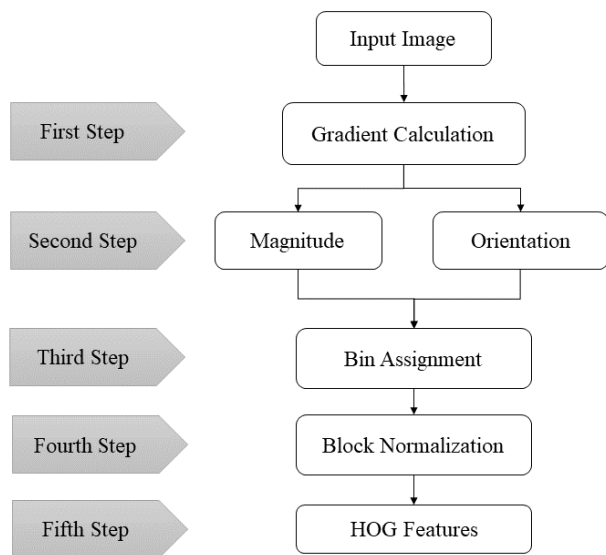 Input Image
First Step
Gradient Calculation
Second Step
Magnitude
Orientation
Third Step
Bin Assignment
Fourth Step
Block Normalization
Fifth Step
HOG Features